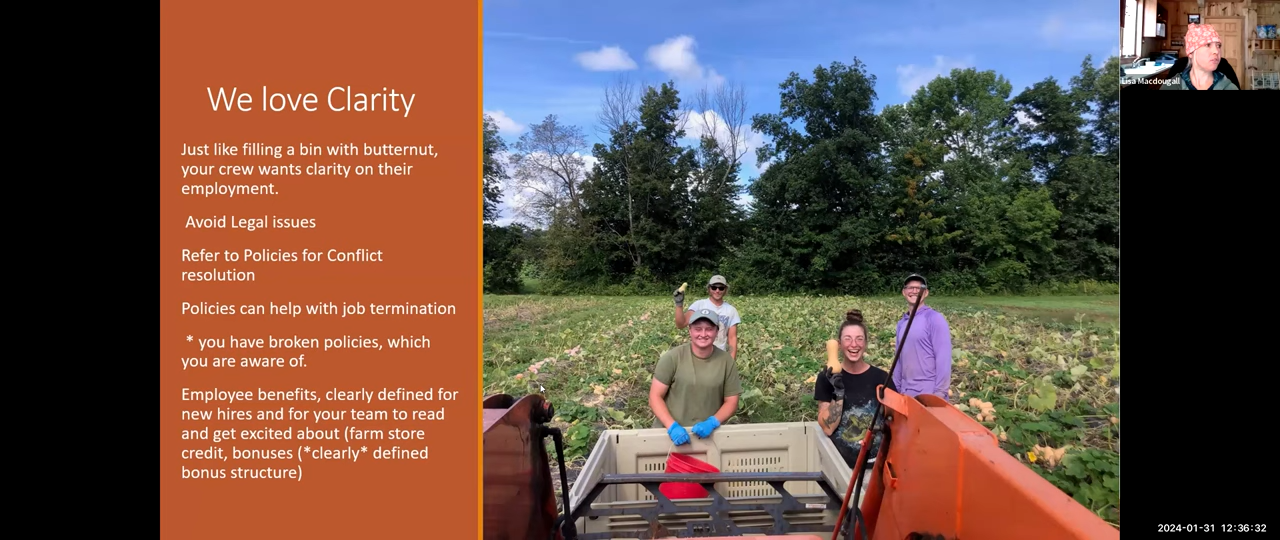 We love Clarity
Just like filling a bin with butternut,
your crew wants clarity on their
employment.
Avoid Legal issues
Refer to Policies for Conflict
resolution
Policies can help with job termination
* you have broken policies, which
you are aware of.
Employee benefits, clearly defined for
new hires and for your team to read
and get excited about (farm store
credit, bonuses (*clearly* defined
bonus structure)
Lisa Macdougall
2024-01-31 12:36:32